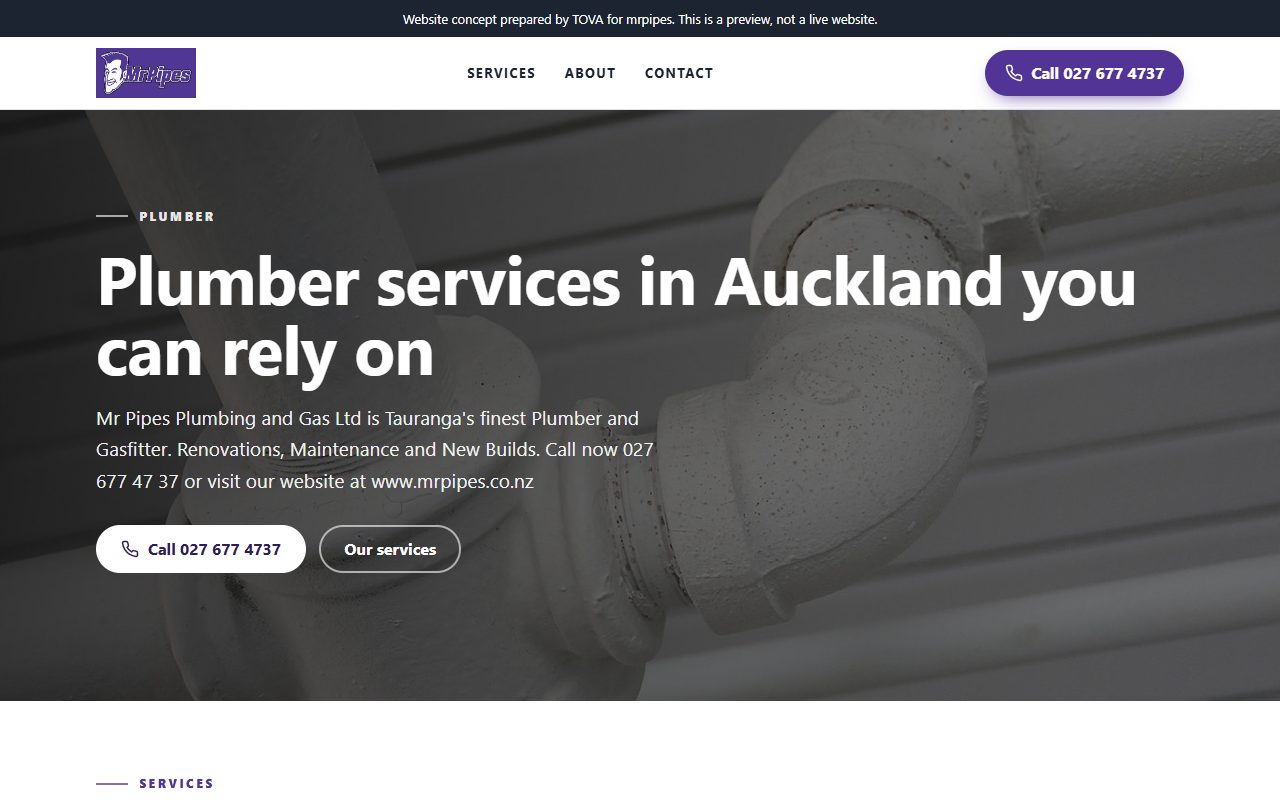 Website concept prepared by TOVA for mrpipes. This is a preview, not a live website.
MrPipes
SERVICES ABOUT CONTACT
Call 027 677 4737
PLUMBER
Plumber services in Auckland you
can rely on
Mr Pipes Plumbing and Gas Ltd is Tauranga's finest Plumber and
Gasfitter. Renovations, Maintenance and New Builds. Call now 027
677 47 37 or visit our website at www.mrpipes.co.nz
Call 027 677 4737
Our services
SERVICES